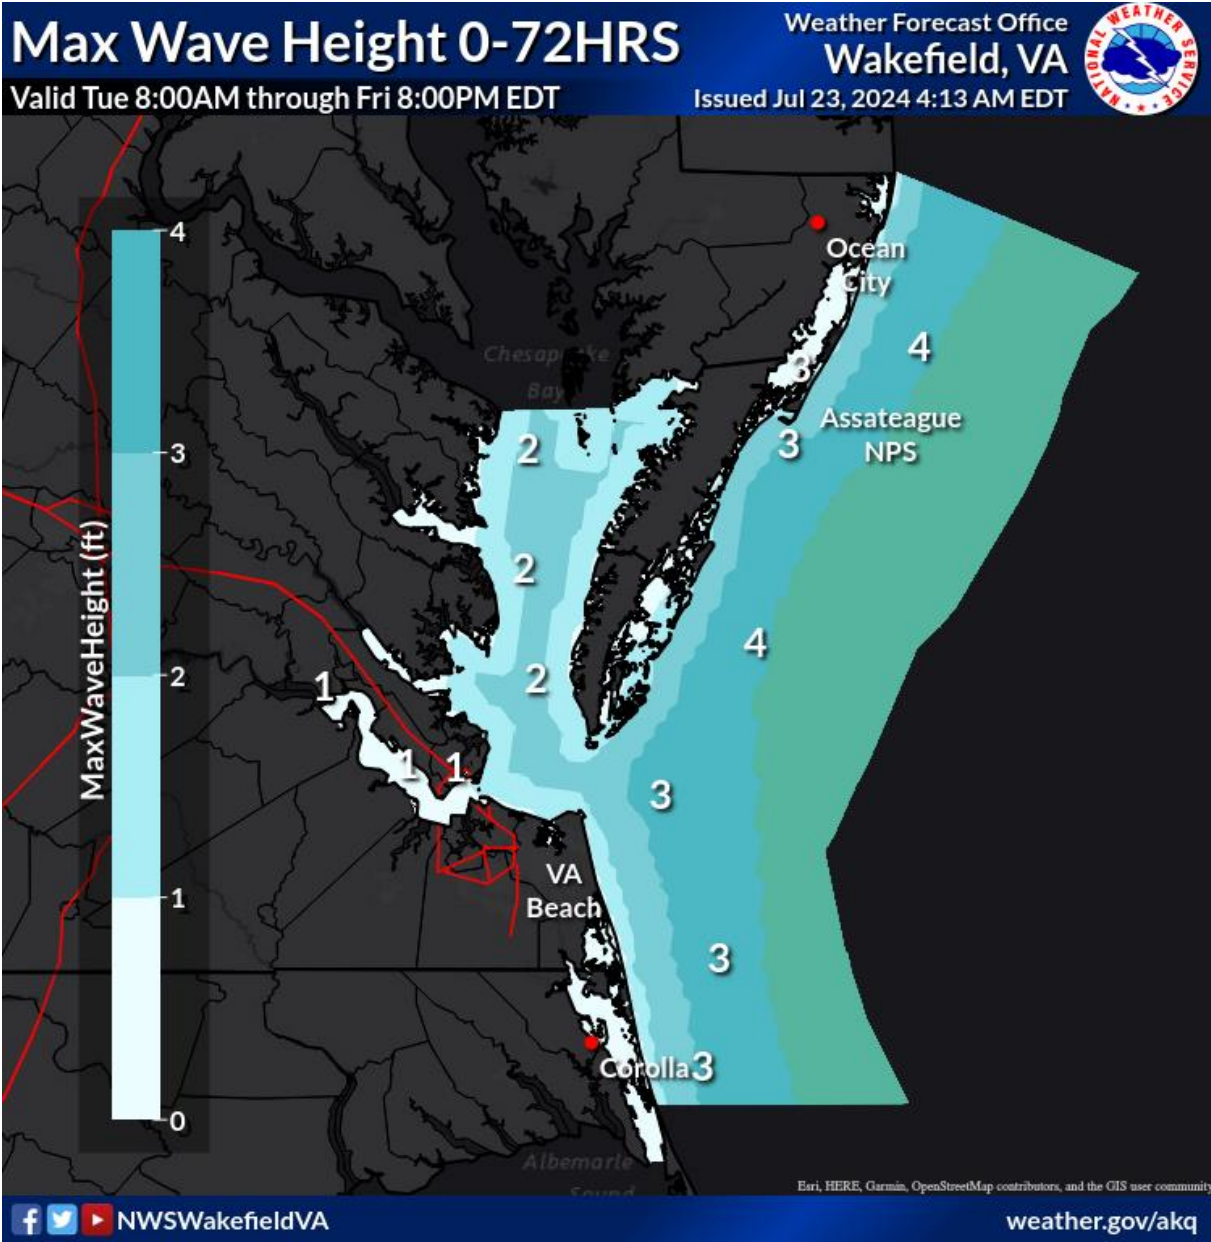 Max Wave Height 0-72HRS
Valid Tue 8:00AM through Fri 8:00PM EDT
Weather Forecast Office
Wakefield, VA
Issued Jul 23, 2024 4:13 AM EDT
NATIONAL WEATHER SERVICE
4
3
2
1
0
MaxWaveHeight (ft)
Ocean
City
Chesapeake
Bay
4
3
Assateague
NPS
3
2
2
4
2
1
1
1
3
VA
Beach
3
Corolla
3
Albemarle
Sound
Esri, HERE, Garmin, OpenStreetMap contributors, and the GIS user community
NWSWakefieldVA
weather.gov/akq